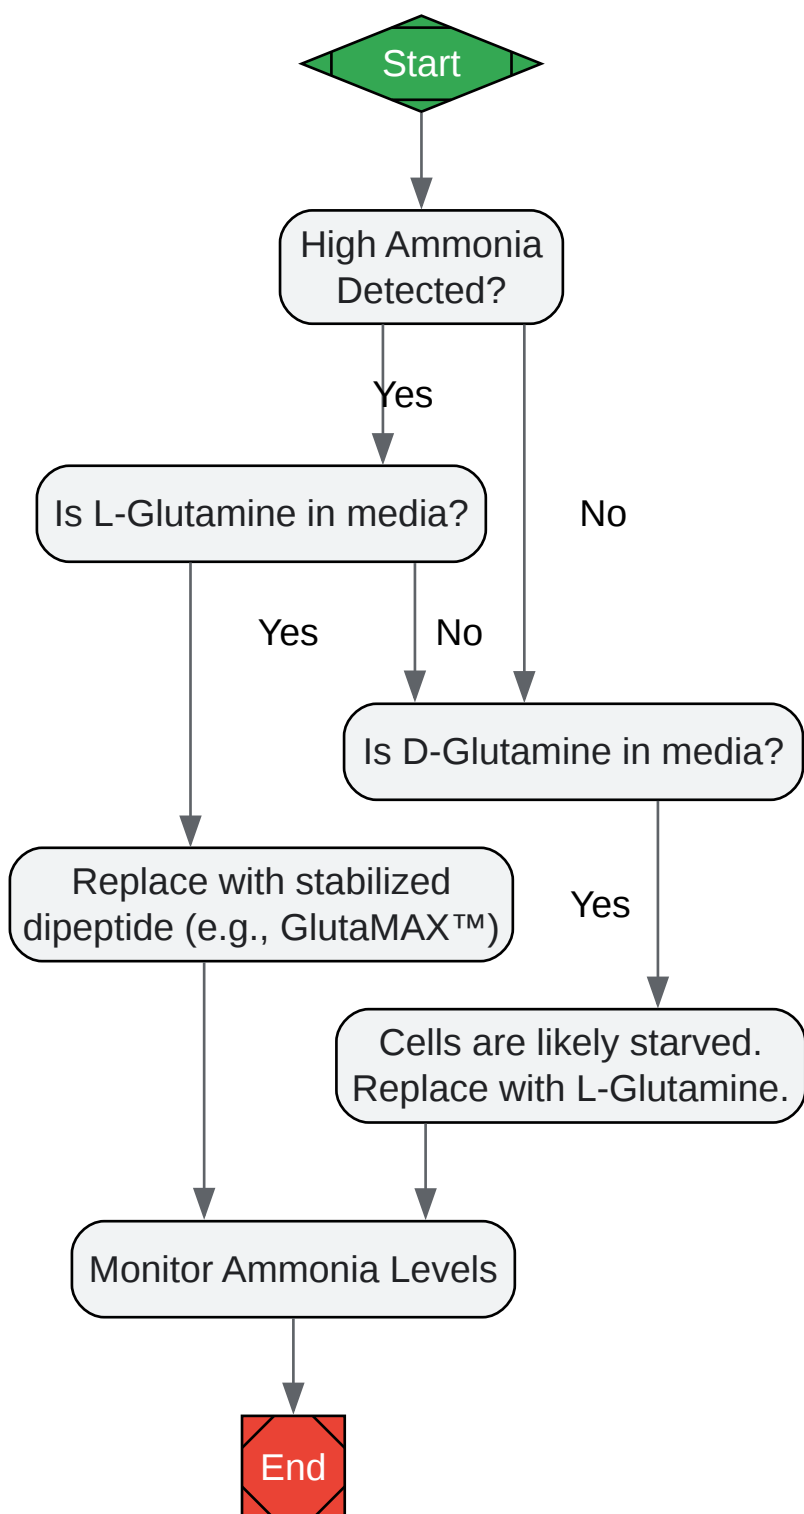 Start
High Ammonia
Detected?
Yes
Is L-Glutamine in media?
No
Yes
No
Is D-Glutamine in media?
Replace with stabilized
dipeptide (e.g., GlutaMAX™)
Yes
Cells are likely starved.
Replace with L-Glutamine.
Monitor Ammonia Levels
End